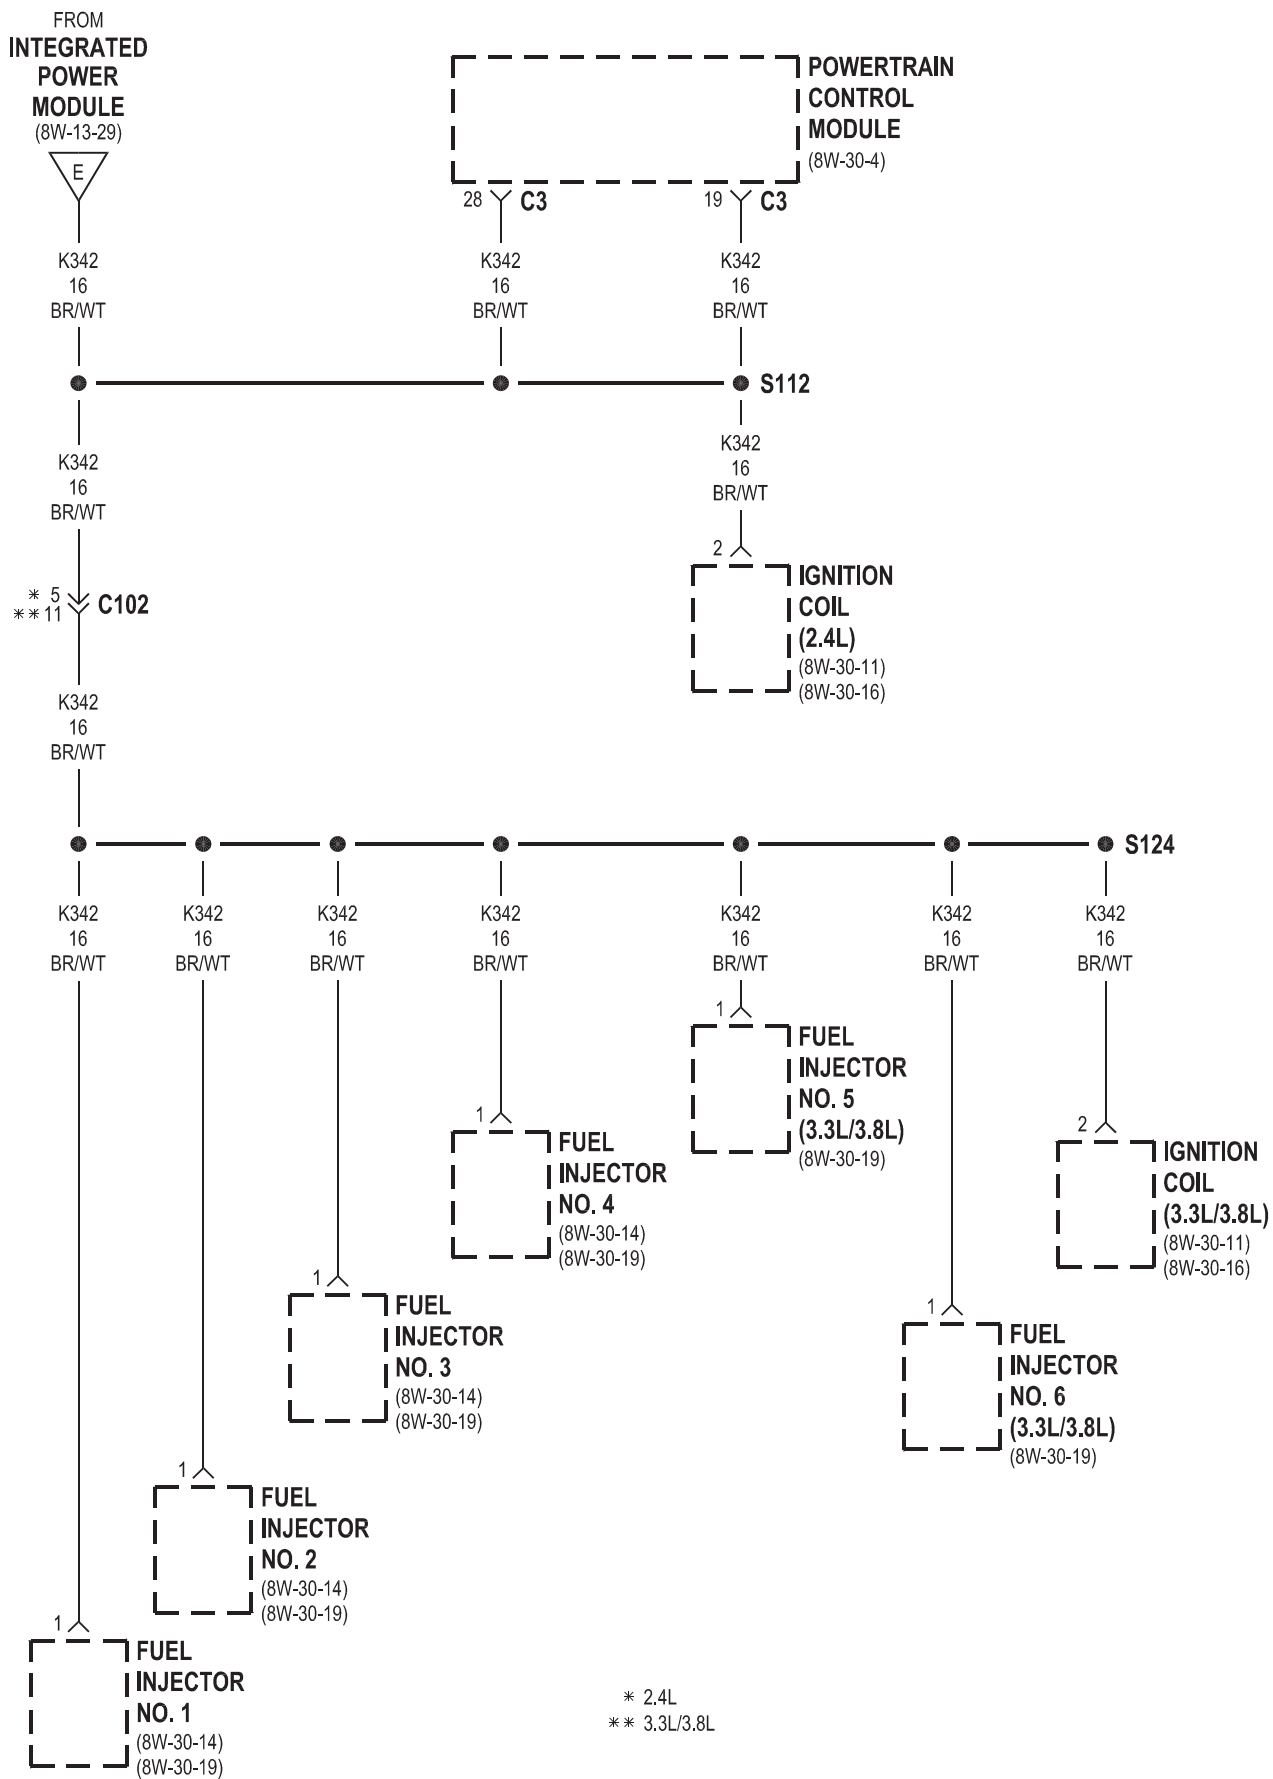 FROM
INTEGRATED
POWER
MODULE
(8W-13-29)
E
POWERTRAIN
CONTROL
MODULE
(8W-30-4)
28 C3
19 C3
K342
16
BR/WT
K342
16
BR/WT
K342
16
BR/WT
S112
K342
16
BR/WT
K342
16
BR/WT
2
IGNITION
COIL
(2.4L)
(8W-30-11)
(8W-30-16)
* 5
** 11
C102
K342
16
BR/WT
S124
K342
16
BR/WT
K342
16
BR/WT
K342
16
BR/WT
K342
16
BR/WT
K342
16
BR/WT
K342
16
BR/WT
K342
16
BR/WT
1
FUEL
INJECTOR
NO. 5
(3.3L/3.8L)
(8W-30-19)
1
FUEL
INJECTOR
NO. 4
(8W-30-14)
(8W-30-19)
2
IGNITION
COIL
(3.3L/3.8L)
(8W-30-11)
(8W-30-16)
1
FUEL
INJECTOR
NO. 3
(8W-30-14)
(8W-30-19)
1
FUEL
INJECTOR
NO. 6
(3.3L/3.8L)
(8W-30-19)
1
FUEL
INJECTOR
NO. 2
(8W-30-14)
(8W-30-19)
1
FUEL
INJECTOR
NO. 1
(8W-30-14)
(8W-30-19)
* 2.4L
** 3.3L/3.8L